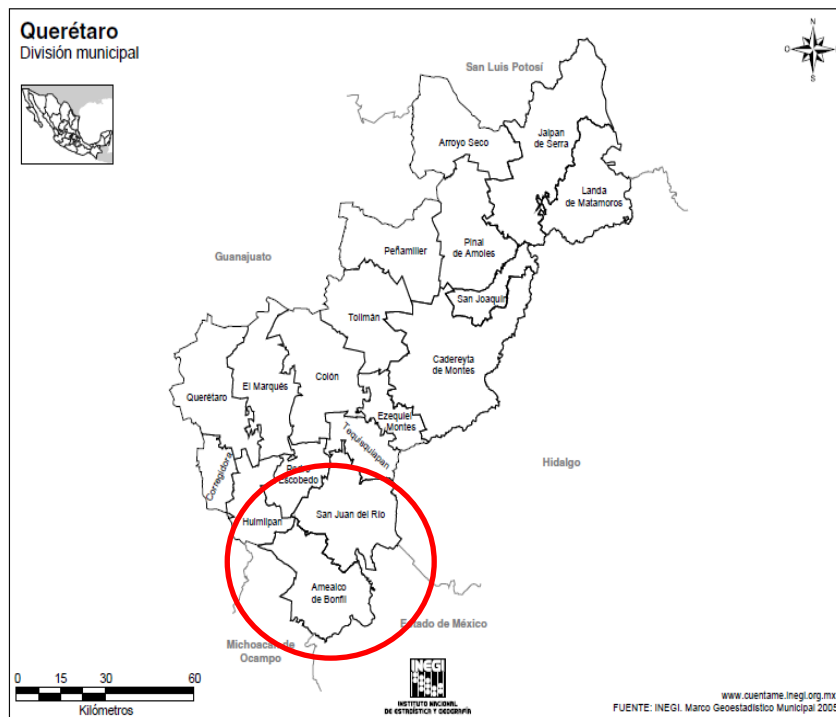 Querétaro
División municipal
N
O
E
S
San Luis Potosí
Arroyo Seco
Jalpan
de Serra
Landa
de Matamoros
Peñamiller
Pinal
de Amoles
Guanajuato
San Joaquín
Tolimán
Cadereyta
de Montes
Colón
El Marqués
Querétaro
Ezequiel
Montes
Tequisquiapan
Corregidora
Hidalgo
Pedro
Escobedo
San Juan del Río
Huimilpan
Amealco
de Bonfil
Estado de México
Michoacán de
Ocampo
0 15 30 60
Kilómetros
INEGI
INSTITUTO NACIONAL
DE ESTADÍSTICA Y GEOGRAFÍA
www.cuentame.inegi.org.mx
FUENTE: INEGI. Marco Geoestadístico Municipal 2005